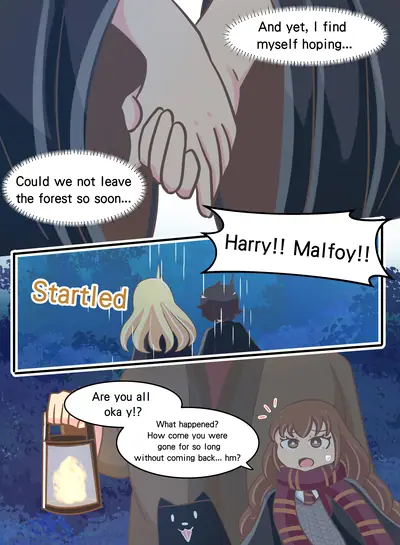 And yet, I find
myself hoping...
Could we not leave
the forest so soon...
Harry!! Malfoy!!
Startled
Are you all
oka y!?
What happened?
How come you were
gone for so long
without coming back... hm?